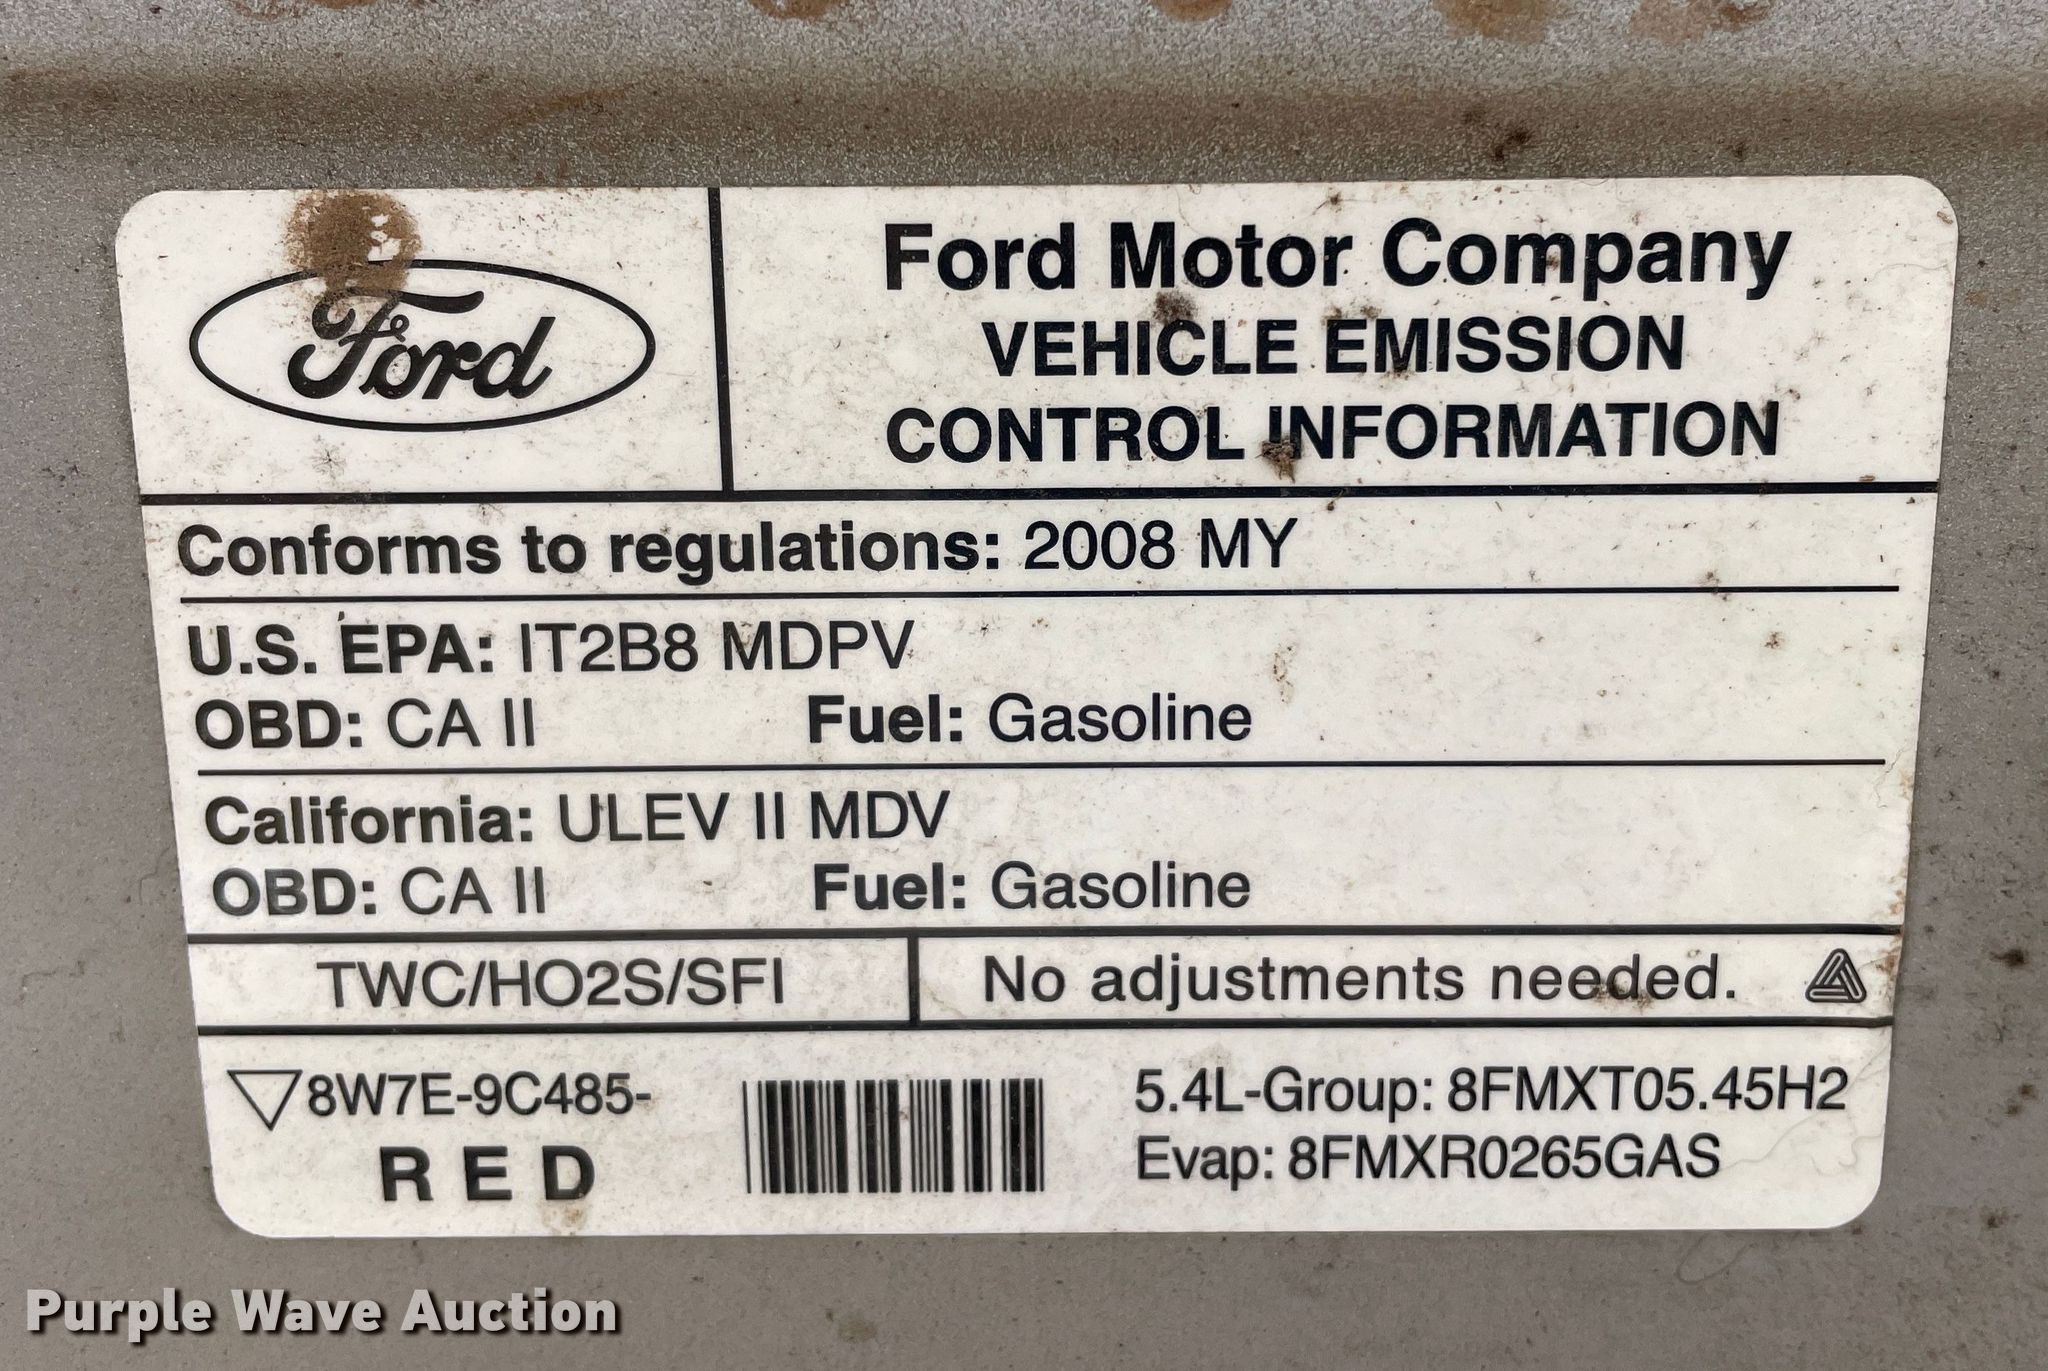 Ford
Ford Motor Company
VEHICLE EMISSION
CONTROL INFORMATION
Conforms to regulations: 2008 MY
U.S. EPA: IT2B8 MDPV
OBD: CA II Fuel: Gasoline
California: ULEV II MDV
OBD: CA II Fuel: Gasoline
TWC/HO2S/SFI
No adjustments needed.
8W7E-9C485-
RED
5.4L-Group: 8FMXT05.45H2
Evap: 8FMXR0265GAS
Purple Wave Auction